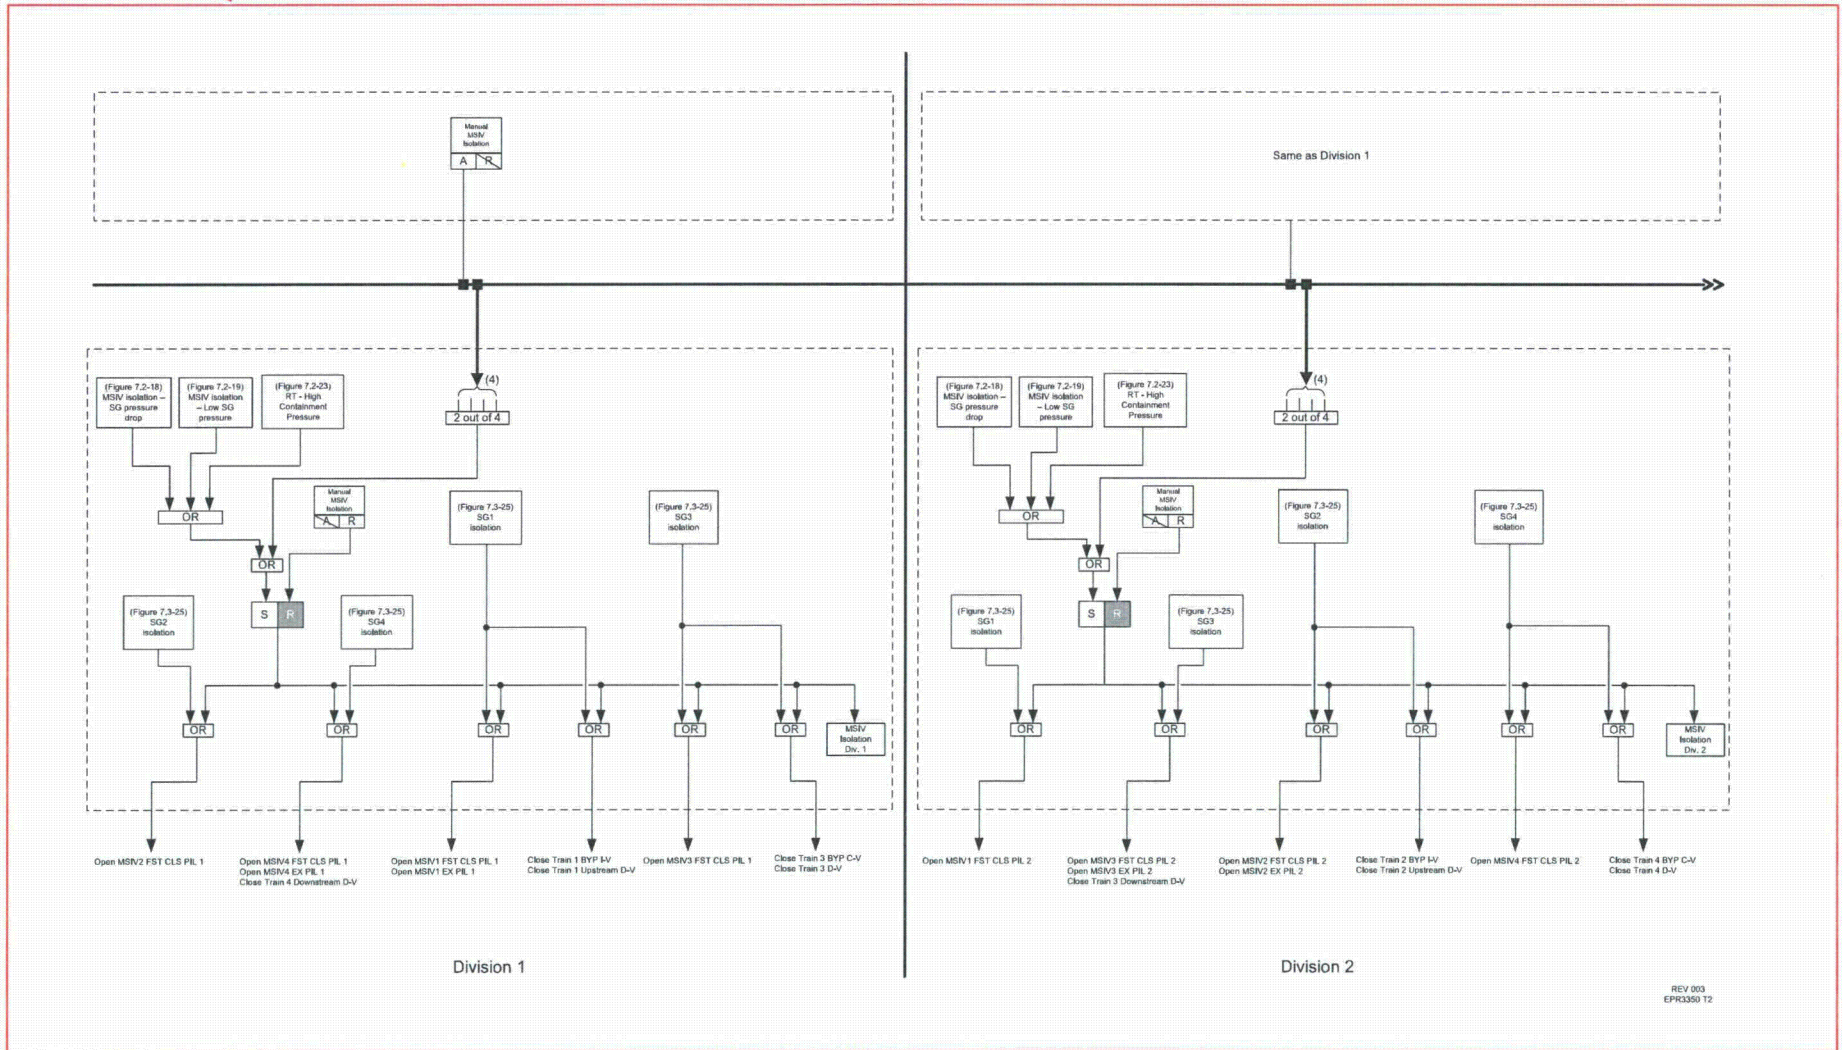 Manual
MSIV
Isolation
A R
Same as Division 1
(4)
2 out of 4
(Figure 7.2-18)
MSIV isolation –
SG pressure
drop
(Figure 7.2-19)
MSIV isolation
– Low SG
pressure
(Figure 7.2-23)
RT - High
Containment
Pressure
OR
Manual
MSIV
Isolation
A R
(Figure 7.3-25)
SG1
isolation
(Figure 7.3-25)
SG3
isolation
OR
S R
(Figure 7.3-25)
SG2
isolation
(Figure 7.3-25)
SG4
isolation
OR
OR
OR
OR
OR
OR
MSIV
Isolation
Div. 1
Open MSIV2 FST CLS PIL 1
Open MSIV4 FST CLS PIL 1
Open MSIV4 EX PIL 1
Close Train 4 Downstream D-V
Open MSIV1 FST CLS PIL 1
Open MSIV1 EX PIL 1
Close Train 1 BYP I-V
Close Train 1 Upstream D-V
Open MSIV3 FST CLS PIL 1
Close Train 3 BYP C-V
Close Train 3 D-V
Division 1
(4)
2 out of 4
(Figure 7.2-18)
MSIV isolation –
SG pressure
drop
(Figure 7.2-19)
MSIV isolation
– Low SG
pressure
(Figure 7.2-23)
RT - High
Containment
Pressure
OR
Manual
MSIV
Isolation
A R
(Figure 7.3-25)
SG2
isolation
(Figure 7.3-25)
SG4
isolation
OR
S R
(Figure 7.3-25)
SG1
isolation
(Figure 7.3-25)
SG3
isolation
OR
OR
OR
OR
OR
OR
MSIV
Isolation
Div. 2
Open MSIV1 FST CLS PIL 2
Open MSIV3 FST CLS PIL 2
Open MSIV3 EX PIL 2
Close Train 3 Downstream D-V
Open MSIV2 FST CLS PIL 2
Open MSIV2 EX PIL 2
Close Train 2 BYP I-V
Close Train 2 Upstream D-V
Open MSIV4 FST CLS PIL 2
Close Train 4 BYP C-V
Close Train 4 D-V
Division 2
REV 003
EPR3350 T2